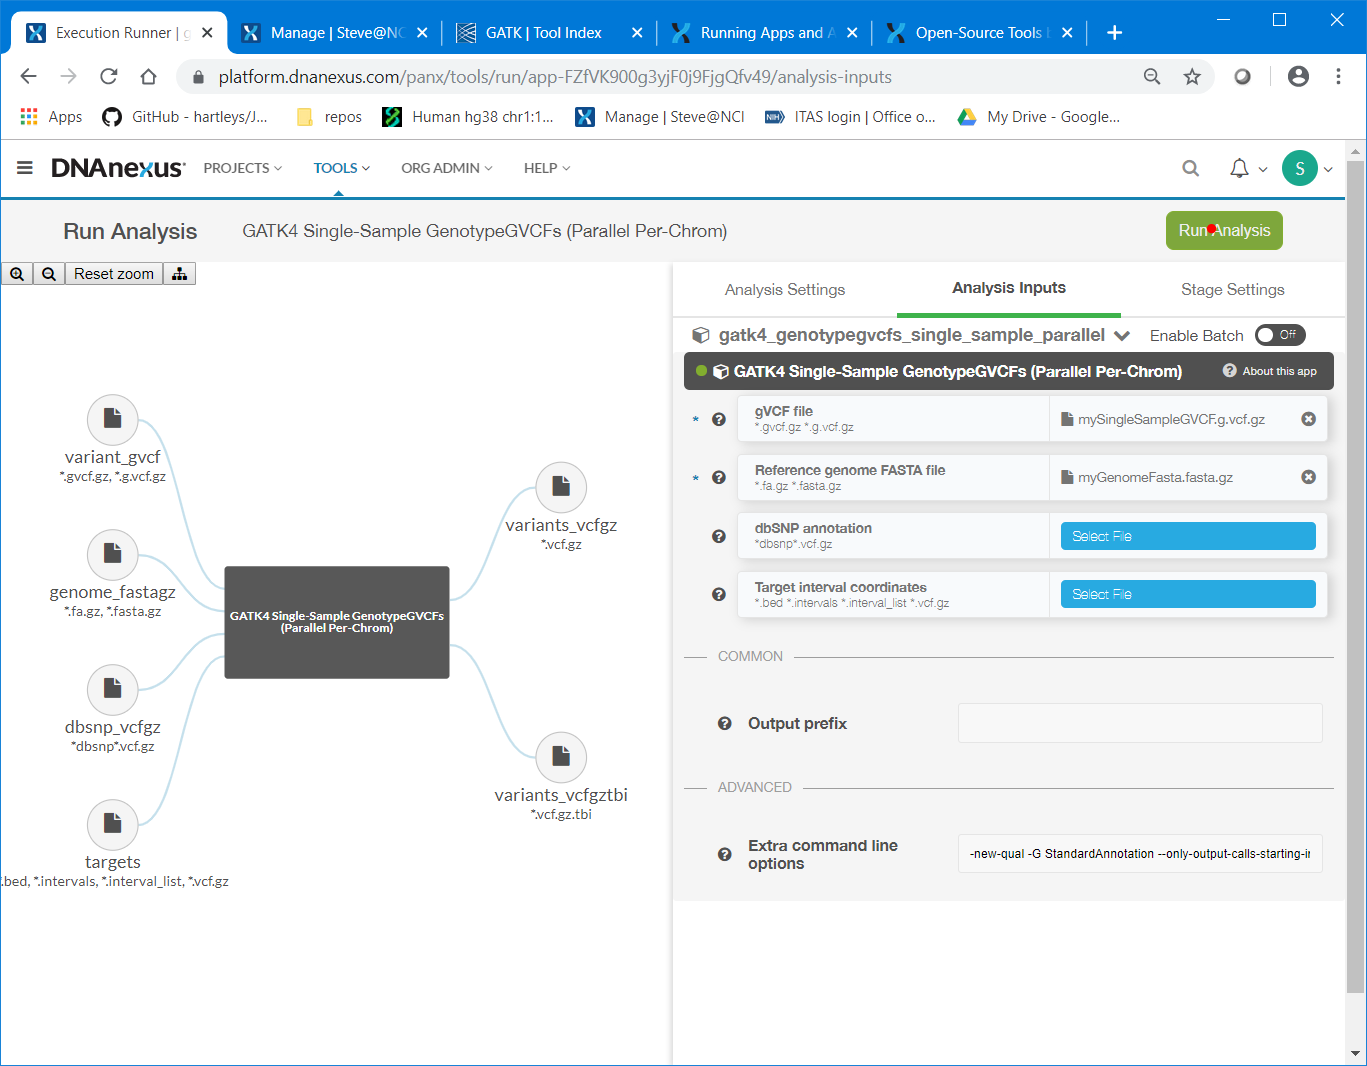 Execution Runner | g
Manage | Steve@NC
GATK | Tool Index
Running Apps and A
Open-Source Tools L
platform.dnanexus.com/panx/tools/run/app-FZfVK900g3yjF0j9FjgQfv49/analysis-inputs
Apps
GitHub - hartleys/J...
repos
Human hg38 chr1:1...
Manage | Steve@NCI
NIH
ITAS login | Office o...
My Drive - Google...
DNAnexus
PROJECTS
TOOLS
ORG ADMIN
HELP
S
Run Analysis
GATK4 Single-Sample GenotypeGVCFs (Parallel Per-Chrom)
Run Analysis
Reset zoom
Analysis Settings
Analysis Inputs
Stage Settings
gatk4_genotypegvcfs_single_sample_parallel
Enable Batch
Off
GATK4 Single-Sample GenotypeGVCFs (Parallel Per-Chrom)
About this app
* gVCF file
*.gvcf.gz *.g.vcf.gz
mySingleSampleGVCF.g.vcf.gz
* Reference genome FASTA file
*.fa.gz *.fasta.gz
myGenomeFasta.fasta.gz
dbSNP annotation
*dbsnp*.vcf.gz
Select File
Target interval coordinates
*.bed *.intervals *.interval_list *.vcf.gz
Select File
COMMON
Output prefix
ADVANCED
Extra command line
options
-new-qual -G StandardAnnotation --only-output-calls-starting-in
variant_gvcf
*.gvcf.gz, *.g.vcf.gz
genome_fastagz
*.fa.gz, *.fasta.gz
dbsnp_vcfgz
*dbsnp*.vcf.gz
targets
.bed, *.intervals, *.interval_list, *.vcf.gz
GATK4 Single-Sample GenotypeGVCFs
(Parallel Per-Chrom)
variants_vcfgz
*.vcf.gz
variants_vcfgztbi
*.vcf.gz.tbi